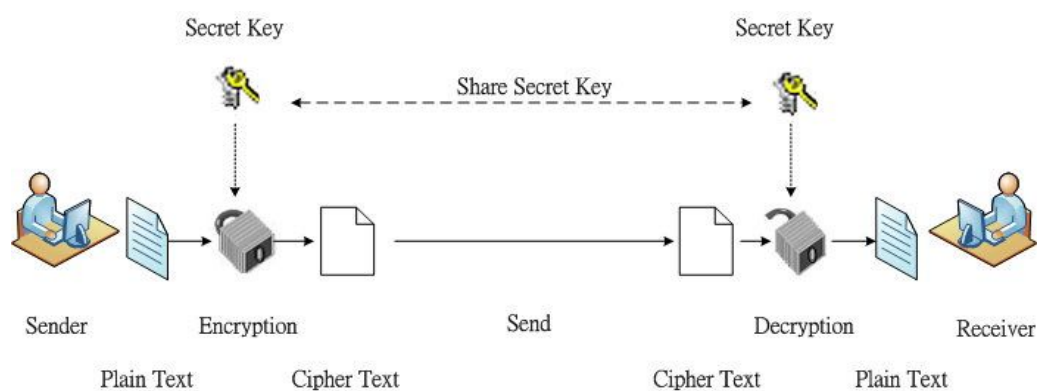 Secret Key
Secret Key
Share Secret Key
Sender
Encryption
Send
Decryption
Receiver
Plain Text
Cipher Text
Cipher Text
Plain Text